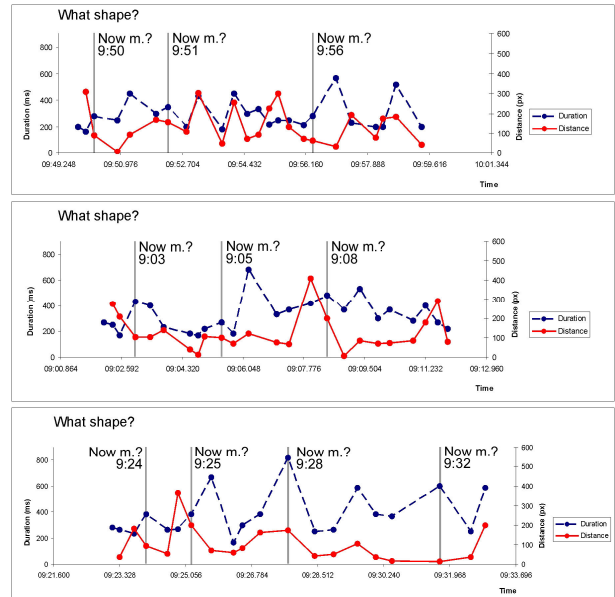 What shape?
Now m.? Now m.? Now m.?
9:50 9:51 9:56
800 600
600 500
400 400
300
200 200
100
0 0
Duration (ms)
Distance (px)
Duration
Distance
09:49.248 09:50.976 09:52.704 09:54.432 09:56.160 09:57.888 09:59.616 10:01.344
Time
What shape?
Now m.? Now m.? Now m.?
9:03 9:05 9:08
800 600
600 500
400 400
300
200 200
100
0 0
Duration (ms)
Distance (px)
Duration
Distance
09:00.864 09:02.592 09:04.320 09:06.048 09:07.776 09:09.504 09:11.232 09:12.960
Time
What shape?
Now m.? Now m.? Now m.? Now m.?
9:24 9:25 9:28 9:32
800 600
600 500
400 400
300
200 200
100
0 0
Duration (ms)
Distance (px)
Duration
Distance
09:21.600 09:23.328 09:25.056 09:26.784 09:28.512 09:30.240 09:31.968 09:33.696
Time